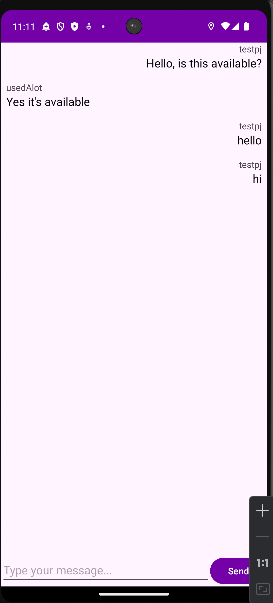 11:11
testpj
Hello, is this available?
usedAlot
Yes it's available
testpj
hello
testpj
hi
Type your message...
Send
1:1